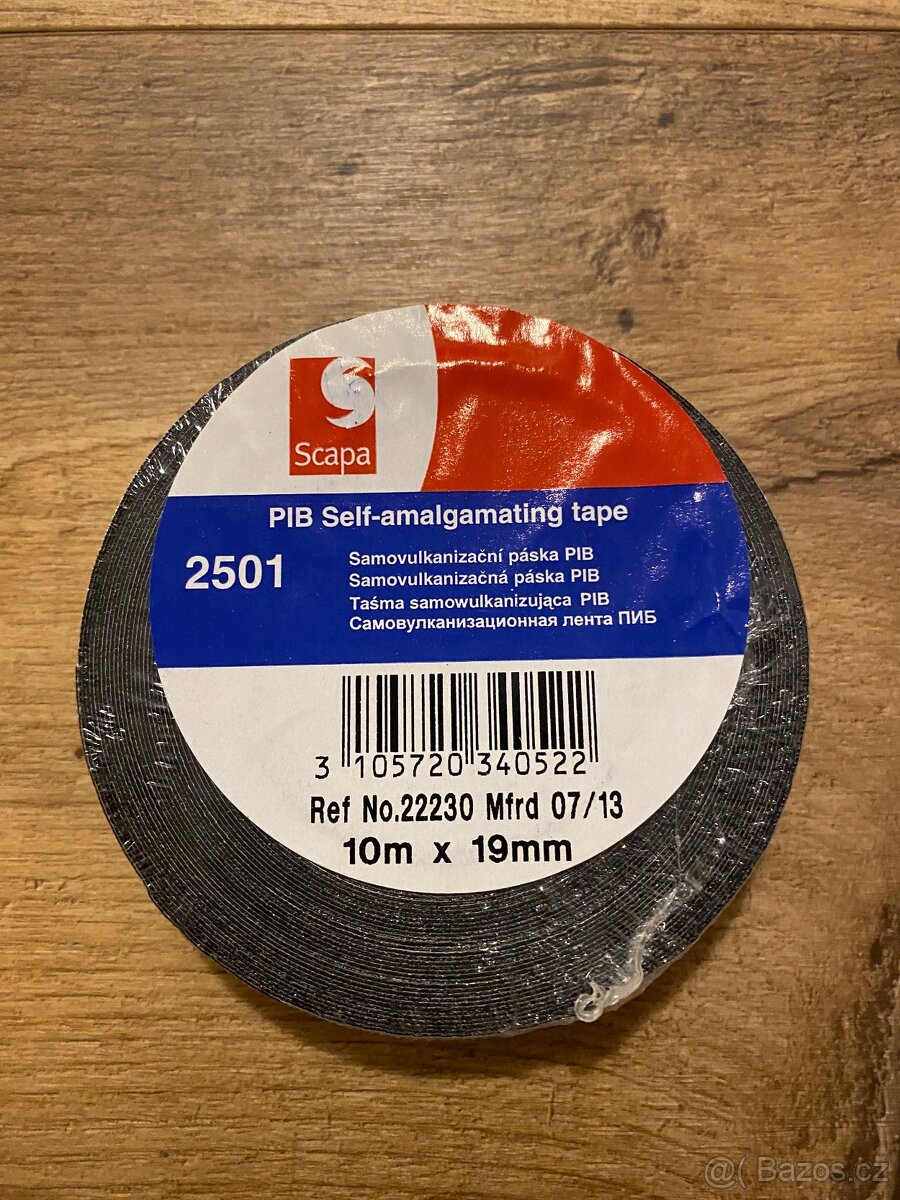 Scapa
PIB Self-amalgamating tape
2501
Samovulkanizační páska PIB
Samovulkanizačná páska PIB
Taśma samowulkanizująca PIB
Самовулканизационная лента ПИБ
3 105720 340522
Ref No.22230 Mfrd 07/13
10m x 19mm
@( Bazos.cz